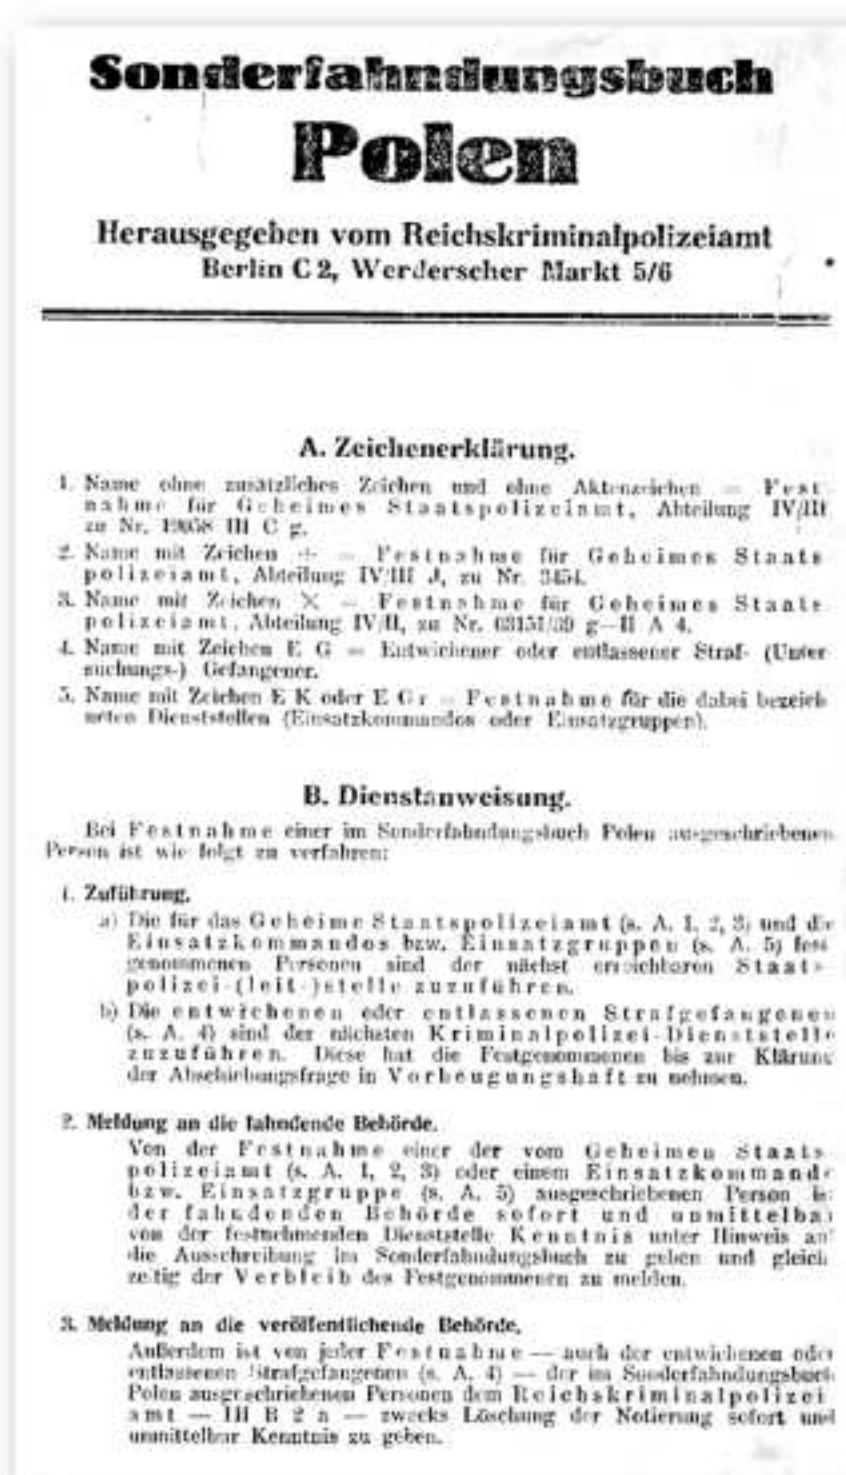 Sonderfahndungsbuch
Polen
Herausgegeben vom Reichskriminalpolizeiamt
Berlin C 2, Werderscher Markt 5/6
A. Zeichenerklärung.
1. Name ohne zusätzliches Zeichen und ohne Aktenzeichen = Fest
nahme für Geheimes Staatspolizeiamt, Abteilung IV/III
zu Nr. III C g.
2. Name mit Zeichen + = Festnahme für Geheimes Staats
polizeiamt, Abteilung IV/III J, zu Nr. 3454.
3. Name mit Zeichen X = Festnahme für Geheimes Staats
polizeiamt, Abteilung IV/II, zu Nr. 03151/39 g—II A 4.
4. Name mit Zeichen E G = Entwichener oder entlassener Straf- (Unter
suchungs-) Gefangener.
5. Name mit Zeichen E K oder E Gr = Festnahme für die dabei bezeich
neten Dienststellen (Einsatzkommandos oder Einsatzgruppen).
B. Dienstanweisung.
Bei Festnahme einer im Sonderfahndungsbuch Polen ausgeschriebenen
Person ist wie folgt zu verfahren:
1. Zuführung.
a) Die für das Geheime Staatspolizeiamt (s. A. 1, 2, 3) und die
Einsatzkommandos bzw. Einsatzgruppen (s. A. 5) fest
genommenen Personen sind der nächst erreichbaren Staats-
polizei-(leit-)stelle zuzuführen.
b) Die entwichenen oder entlassenen Strafgefangenen
(s. A. 4) sind der nächsten Kriminalpolizei-Dienststelle
zuzuführen. Diese hat die Festgenommenen bis zur Klärung
der Abschiebungsfrage in Vorbeugungshaft zu nehmen.
2. Meldung an die fahndende Behörde.
Von der Festnahme einer der vom Geheimen Staats
polizeiamt (s. A. 1, 2, 3) oder einem Einsatzkommando
bzw. Einsatzgruppe (s. A. 5) ausgeschriebenen Person is
der fahndenden Behörde sofort und unmittelbar
von der festnehmenden Dienststelle Kenntnis unter Hinweis auf
die Ausschreibung im Sonderfahndungsbuch zu geben und gleich
zeitig der Verbleib des Festgenommenen zu melden.
3. Meldung an die veröffentlichende Behörde.
Außerdem ist von jeder Festnahme — auch der entwichenen oder
entlassenen Strafgefangenen (s. A. 4) — der im Sonderfahndungsbuch
Polen ausgeschriebenen Personen dem Reichskriminalpolizei
amt — III B 2 a — zwecks Löschung der Notierung sofort und
unmittelbar Kenntnis zu geben.